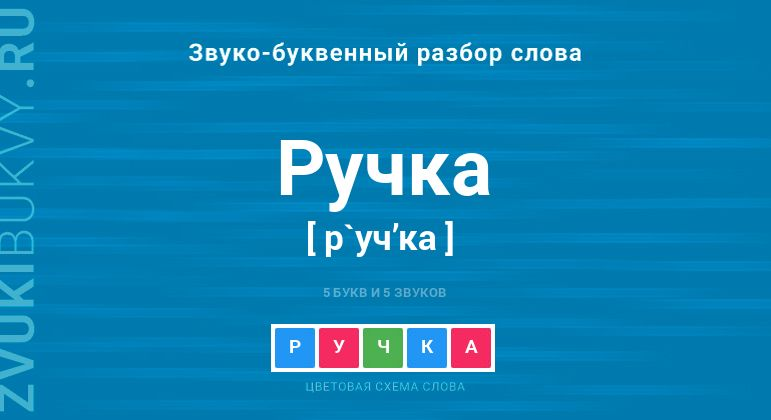 Звуко-буквенный разбор слова
Ручка
[ р`уч’ка ]
5 БУКВ И 5 ЗВУКОВ
Р У Ч К А
ЦВЕТОВАЯ СХЕМА СЛОВА
ZVUKIBUKVY.RU